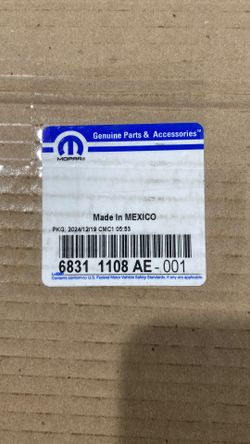 Genuine Parts & Accessories™
MOPAR®
Made In MEXICO
PKG: 2024/12/19 CMC1 05:53
6831 1108 AE-001